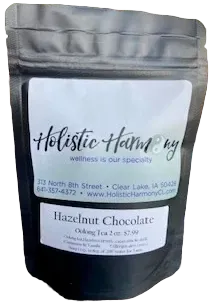 Holistic Harm8ny
wellness is our specialty
313 North 8th Street • Clear Lake, IA 50428
641-357-4372 • www.HolisticHarmonyCL.com
Hazelnut Chocolate
Oolong Tea 2 oz. $7.99